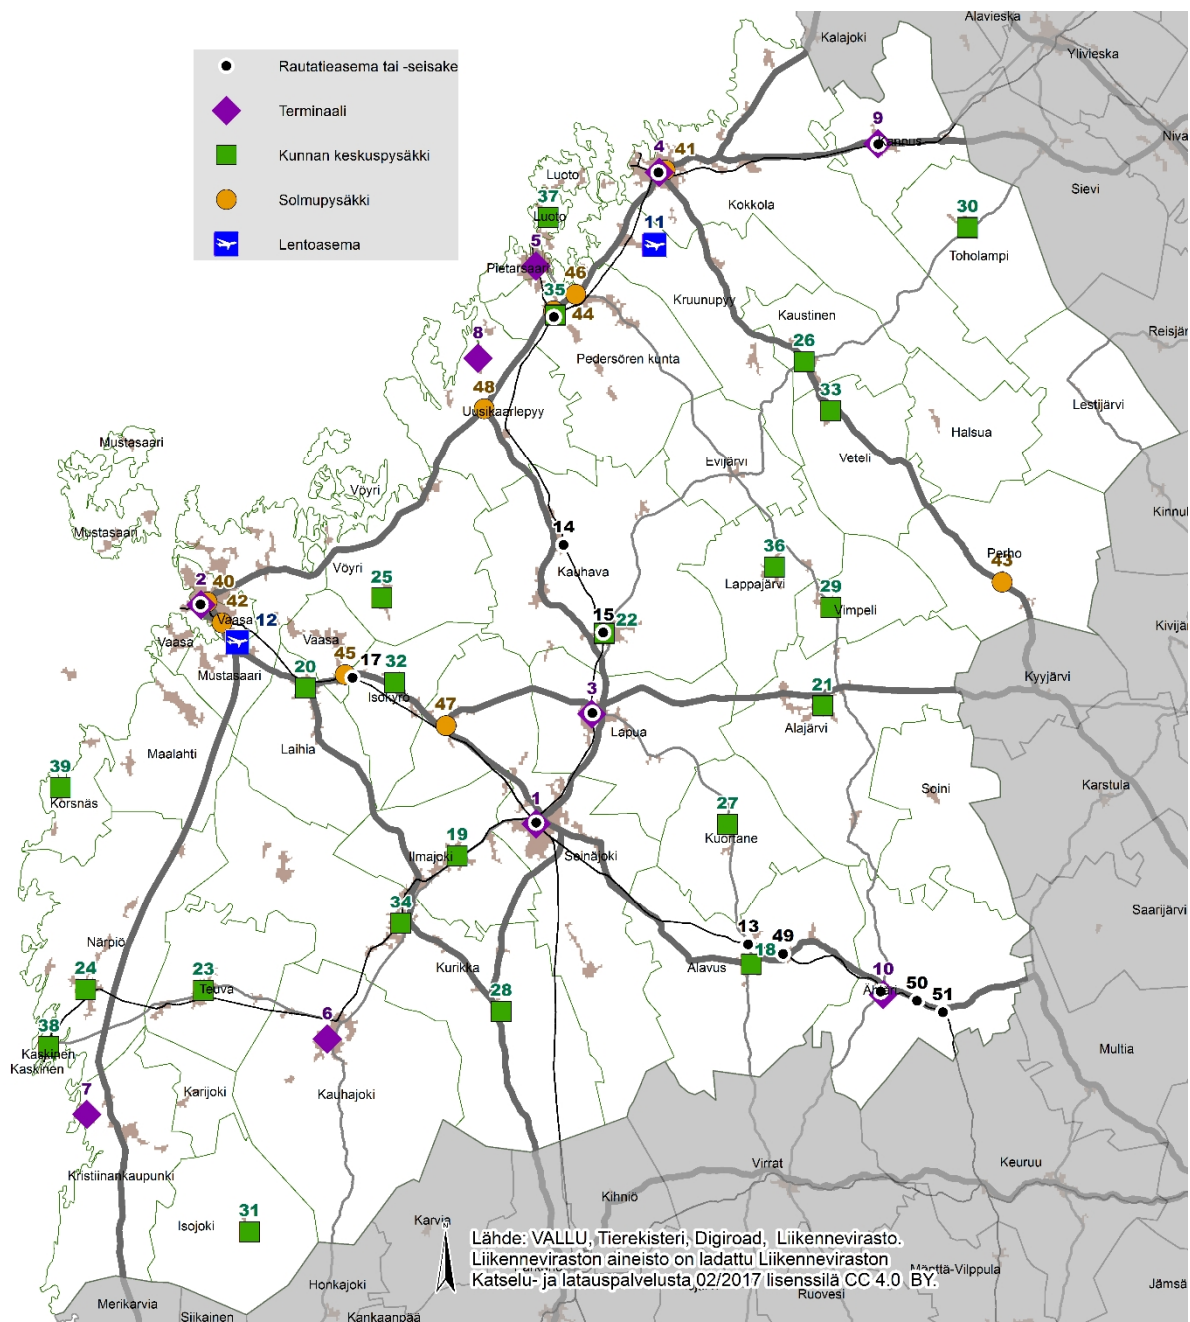 Alavieska
Kalajoki
Ylivieska
Rautatieasema tai -seisake
Terminaali
Kunnan keskuspysäkki
Solmupysäkki
Lentoasema
9
Kannus
Sievi
4
41
Luoto
37
Luoto
Kokkola
30
Toholampi
11
5
Pietarsaari
46
35
44
Kruunupyy
Kaustinen
26
8
Pedersören kunta
33
48
Uusikaarlepyy
Lestijärvi
Halsua
Mustasaari
Evijärvi
Veteli
Vöyri
Mustasaari
14
Perho
43
Kauhava
36
Lappajärvi
Vöyri
25
29
Vimpeli
2
40
42
Vaasa
12
Vaasa
Vaasa
15
22
Mustasaari
20
45
17
32
Isokyrö
Kyyjärvi
47
3
Lapua
21
Alajärvi
Maalahti
Laihia
39
Korsnäs
Soini
Karstula
1
Seinäjoki
27
Kuortane
19
Ilmajoki
34
Saarijärvi
Närpiö
24
23
Teuva
Kurikka
13
49
18
Alavus
10
Ähtäri
50
51
28
6
38
Kaskinen
Kaskinen
Multia
7
Karijoki
Kauhajoki
Kristiinankaupunki
Virrat
Keuruu
Kihniö
31
Isojoki
Karvia
N
Lähde: VALLU, Tierekisteri, Digiroad, Liikennevirasto.
Liikenneviraston aineisto on ladattu Liikenneviraston
Katselu- ja latauspalvelusta 02/2017 lisenssilä CC 4.0 BY.
Mänttä-Vilppula
Honkajoki
Jämsä
Ruovesi
Merikarvia
Siikainen
Kankaanpää